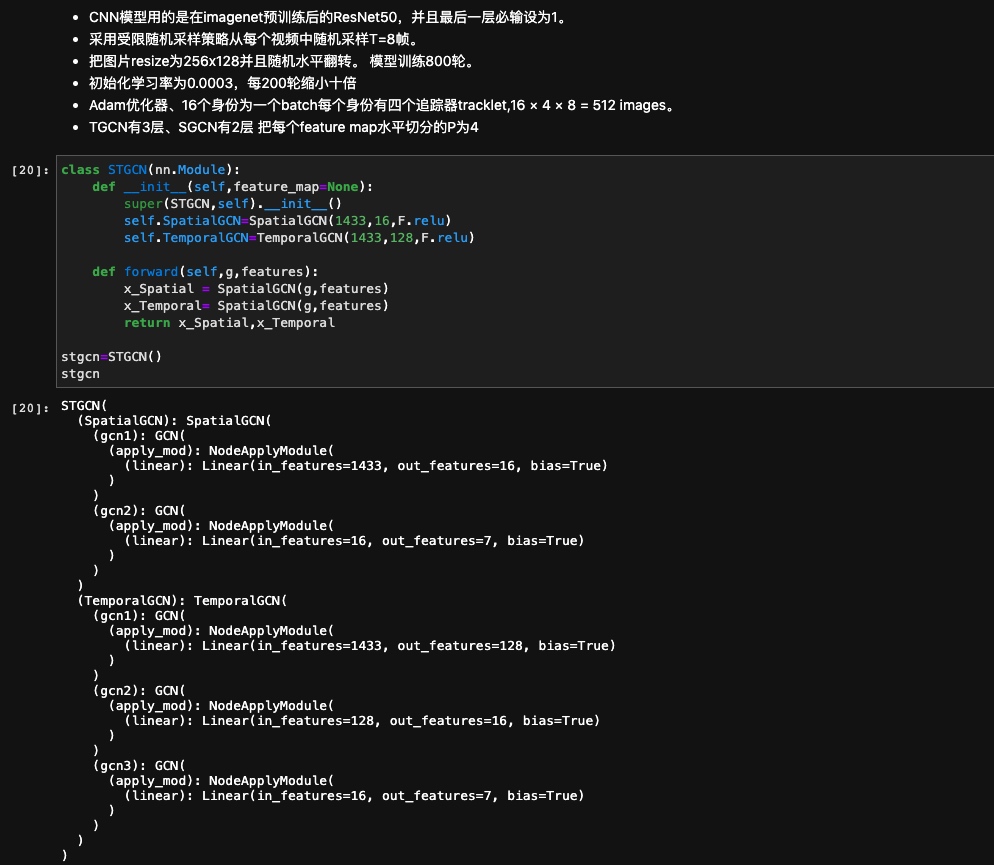 • CNN模型用的是在imagenet预训练后的ResNet50，并且最后一层必输设为1。
• 采用受限随机采样策略从每个视频中随机采样T=8帧。
• 把图片resize为256x128并且随机水平翻转。 模型训练800轮。
• 初始化学习率为0.0003，每200轮缩小十倍
• Adam优化器、16个身份为一个batch每个身份有四个追踪器tracklet,16 × 4 × 8 = 512 images。
• TGCN有3层、SGCN有2层 把每个feature map水平切分的P为4
[20]: class STGCN(nn.Module):
    def __init__(self,feature_map=None):
        super(STGCN,self).__init__()
        self.SpatialGCN=SpatialGCN(1433,16,F.relu)
        self.TemporalGCN=TemporalGCN(1433,128,F.relu)
    def forward(self,g,features):
        x_Spatial = SpatialGCN(g,features)
        x_Temporal= SpatialGCN(g,features)
        return x_Spatial,x_Temporal
stgcn=STGCN()
stgcn
[20]: STGCN(
  (SpatialGCN): SpatialGCN(
    (gcn1): GCN(
      (apply_mod): NodeApplyModule(
        (linear): Linear(in_features=1433, out_features=16, bias=True)
      )
    )
    (gcn2): GCN(
      (apply_mod): NodeApplyModule(
        (linear): Linear(in_features=16, out_features=7, bias=True)
      )
    )
  )
  (TemporalGCN): TemporalGCN(
    (gcn1): GCN(
      (apply_mod): NodeApplyModule(
        (linear): Linear(in_features=1433, out_features=128, bias=True)
      )
    )
    (gcn2): GCN(
      (apply_mod): NodeApplyModule(
        (linear): Linear(in_features=128, out_features=16, bias=True)
      )
    )
    (gcn3): GCN(
      (apply_mod): NodeApplyModule(
        (linear): Linear(in_features=16, out_features=7, bias=True)
      )
    )
  )
)